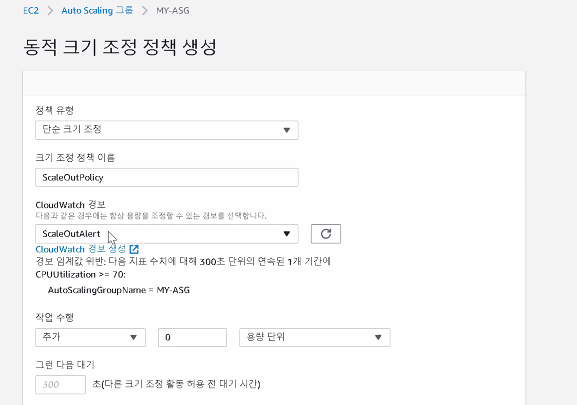 EC2 > Auto Scaling 그룹 > MY-ASG
동적 크기 조정 정책 생성
정책 유형
단순 크기 조정
크기 조정 정책 이름
ScaleOutPolicy
CloudWatch 경보
다음과 같은 경우에는 항상 용량을 조정할 수 있는 경보를 선택합니다.
ScaleOutAlert
CloudWatch 경보 생성
경보 임계값 위반: 다음 지표 수치에 대해 300초 단위의 연속된 1개 기간에
CPUUtilization >= 70:
AutoScalingGroupName = MY-ASG
작업 수행
추가 0 용량 단위
그런 다음 대기
300 초(다른 크기 조정 활동 허용 전 대기 시간)